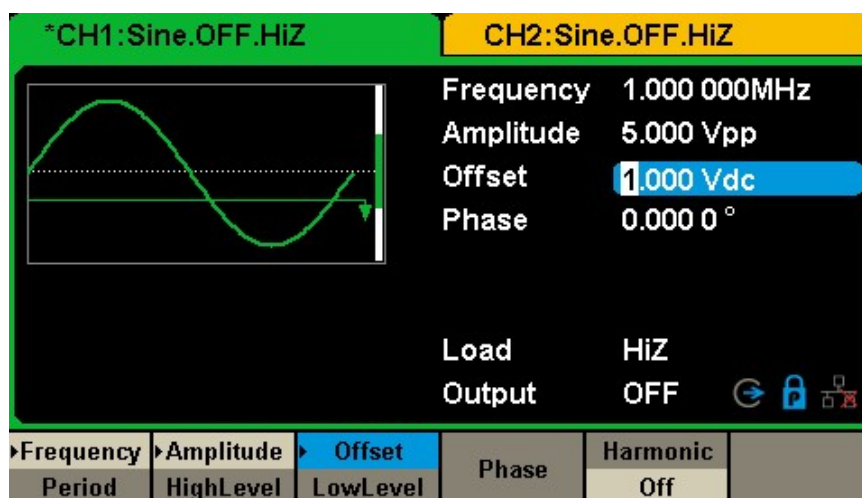 *CH1:Sine.OFF.HiZ CH2:Sine.OFF.HiZ
Frequency 1.000 000MHz
Amplitude 5.000 Vpp
Offset 1.000 Vdc
Phase 0.000 0 °
Load HiZ
Output OFF P
Frequency Amplitude Offset Phase Harmonic
Period HighLevel LowLevel Off